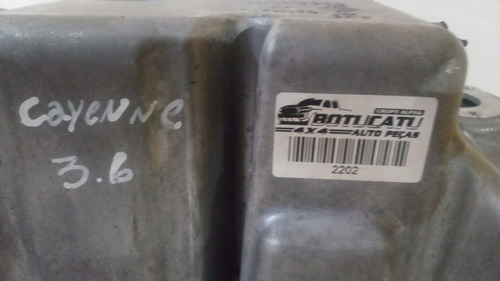 Cayenne
3.6
GRUPO ALPHA
BOTUCATU
4X4 AUTO PEÇAS
2202